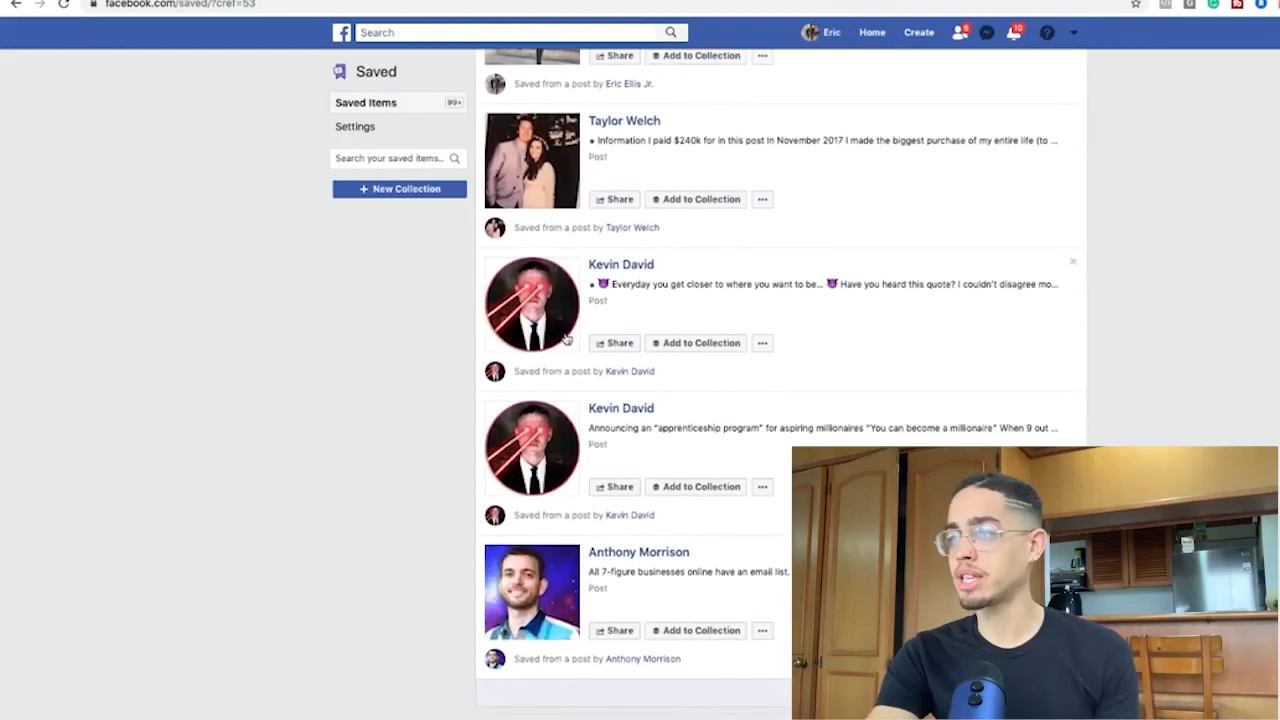 facebook.com/saved/?cref=53
Search
Eric
Home
Create
6
10
Saved
Saved Items
99+
Settings
Search your saved items...
+ New Collection
Share
Add to Collection
Saved from a post by Eric Ellis Jr.
Taylor Welch
• Information I paid $240k for in this post In November 2017 I made the biggest purchase of my entire life (to ...
Post
Share
Add to Collection
Saved from a post by Taylor Welch
Kevin David
• 😈 Everyday you get closer to where you want to be... 😈 Have you heard this quote? I couldn't disagree mo...
Post
Share
Add to Collection
Saved from a post by Kevin David
Kevin David
Announcing an "apprenticeship program" for aspiring millionaires "You can become a millionaire" When 9 out ...
Post
Share
Add to Collection
Saved from a post by Kevin David
Anthony Morrison
All 7-figure businesses online have an email list.
Post
Share
Add to Collection
Saved from a post by Anthony Morrison